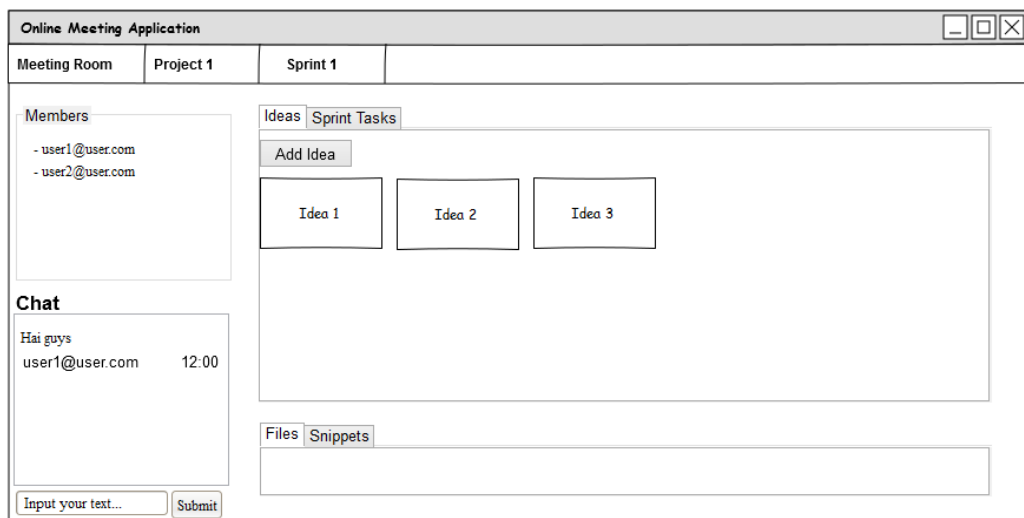 Online Meeting Application
Meeting Room Project 1 Sprint 1
Members
- user1@user.com
- user2@user.com
Chat
Hai guys
user1@user.com 12:00
Input your text... Submit
Ideas Sprint Tasks
Add Idea
Idea 1 Idea 2 Idea 3
Files Snippets